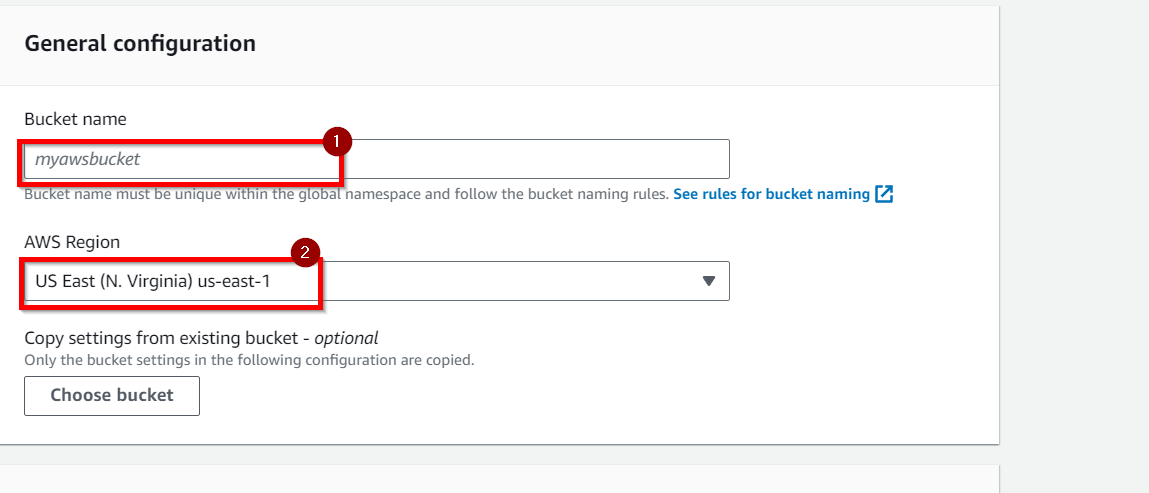 General configuration
Bucket name
1
myawsbucket
Bucket name must be unique within the global namespace and follow the bucket naming rules. See rules for bucket naming
AWS Region
2
US East (N. Virginia) us-east-1
Copy settings from existing bucket - optional
Only the bucket settings in the following configuration are copied.
Choose bucket